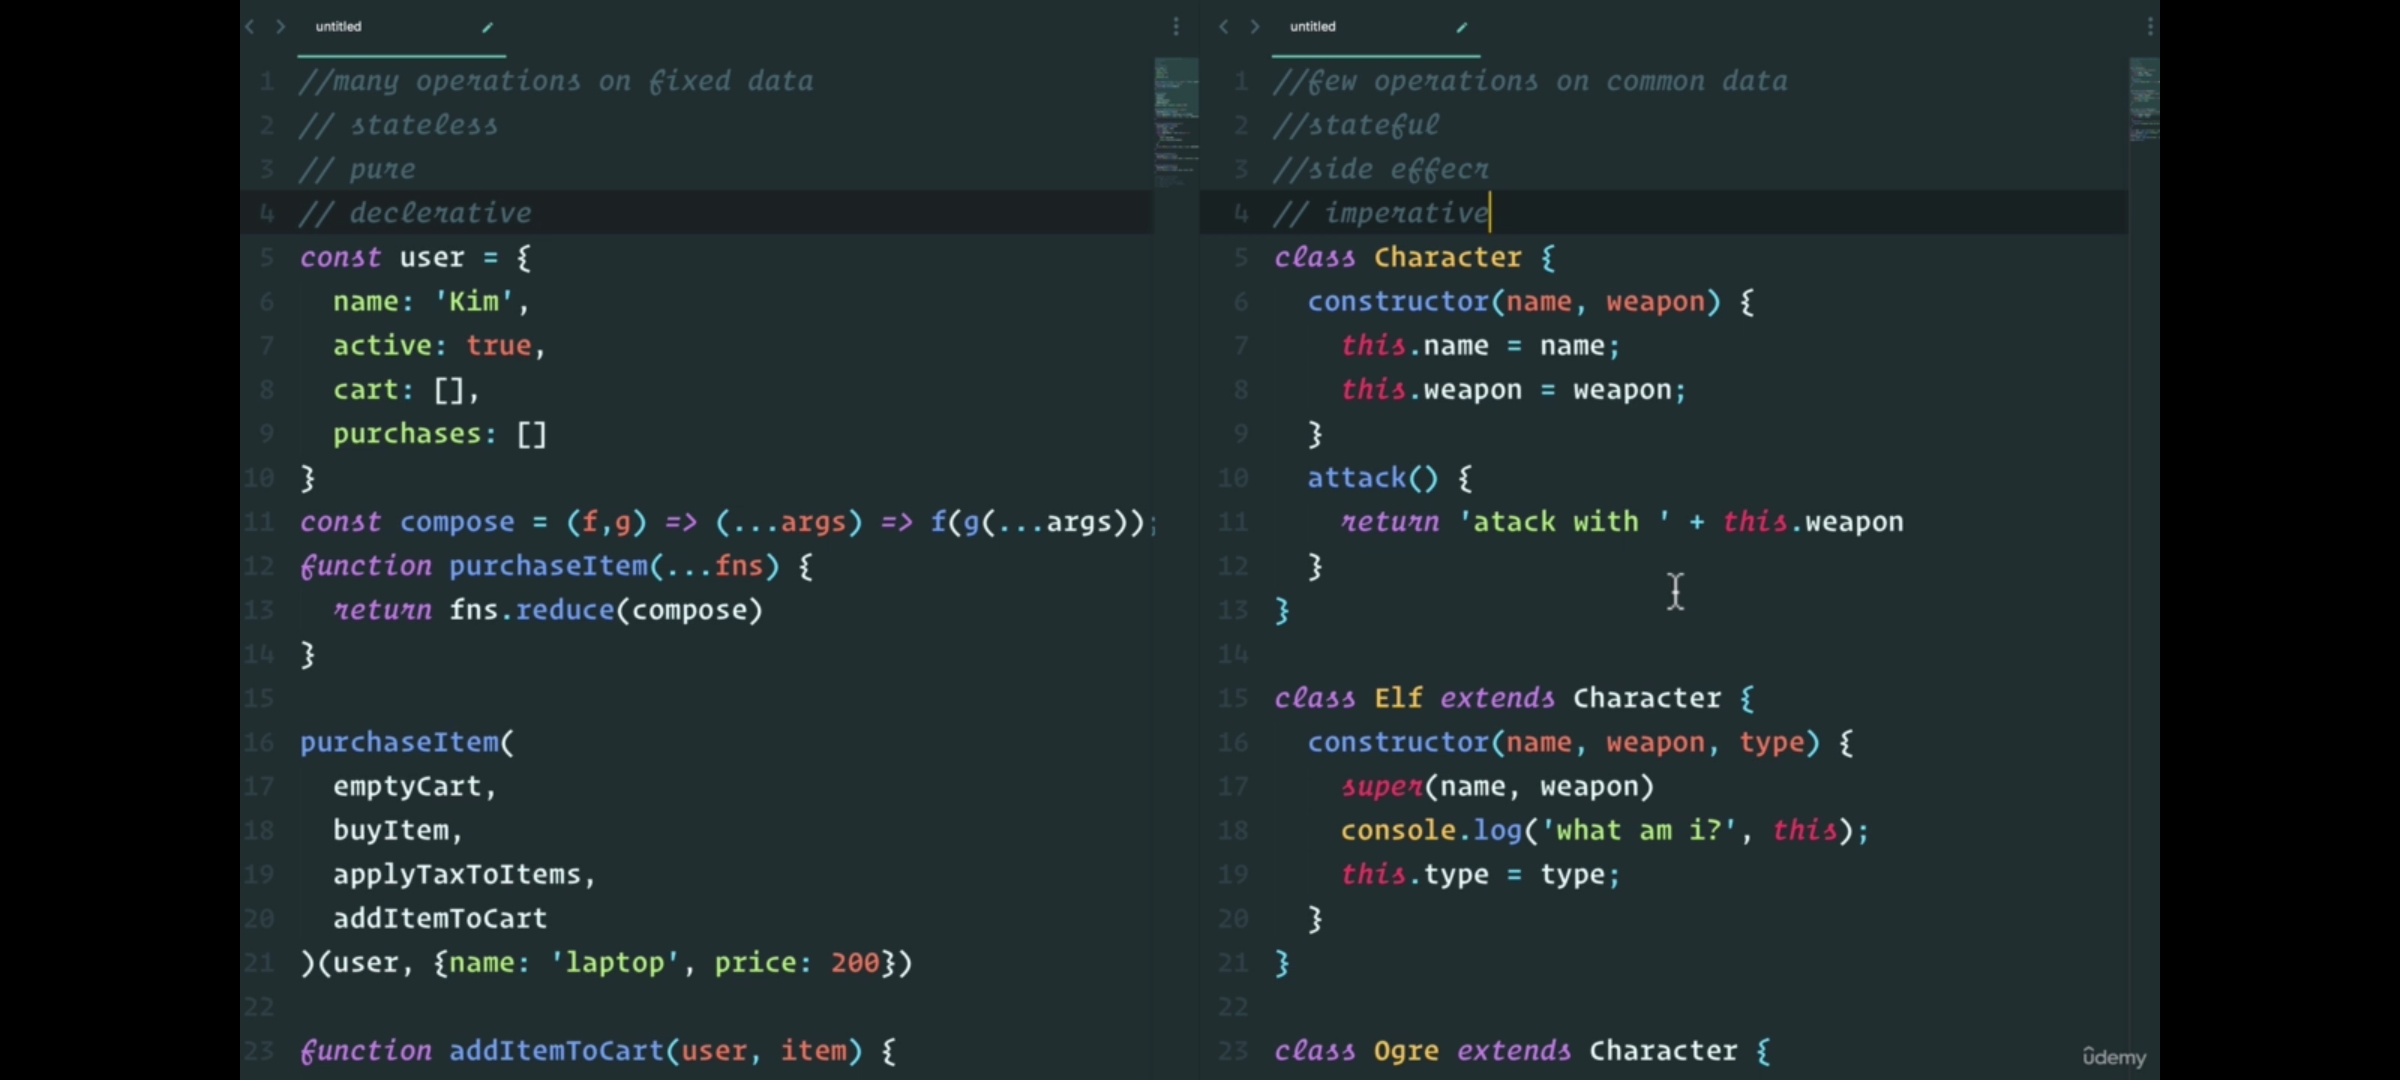 untitled
1 //many operations on fixed data
2 // stateless
3 // pure
4 // declerative
5 const user = {
6 name: 'Kim',
7 active: true,
8 cart: [],
9 purchases: []
10 }
11 const compose = (f,g) => (...args) => f(g(...args));
12 function purchaseItem(...fns) {
13 return fns.reduce(compose)
14 }
15
16 purchaseItem(
17 emptyCart,
18 buyItem,
19 applyTaxToItems,
20 addItemToCart
21 )(user, {name: 'laptop', price: 200})
22
23 function addItemToCart(user, item) {
untitled
1 //few operations on common data
2 //stateful
3 //side effecr
4 // imperative
5 class Character {
6 constructor(name, weapon) {
7 this.name = name;
8 this.weapon = weapon;
9 }
10 attack() {
11 return 'atack with ' + this.weapon
12 }
13 }
14
15 class Elf extends Character {
16 constructor(name, weapon, type) {
17 super(name, weapon)
18 console.log('what am i?', this);
19 this.type = type;
20 }
21 }
22
23 class Ogre extends Character {
ûdemy